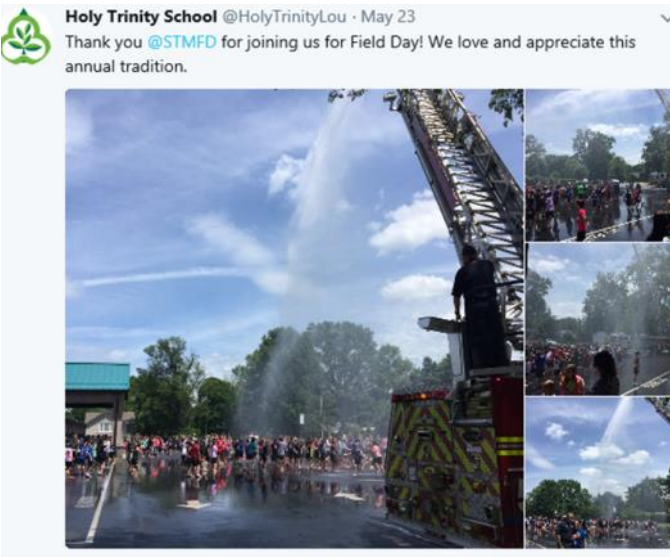 Holy Trinity School @HolyTrinityLou · May 23
Thank you @STMFD for joining us for Field Day! We love and appreciate this
annual tradition.